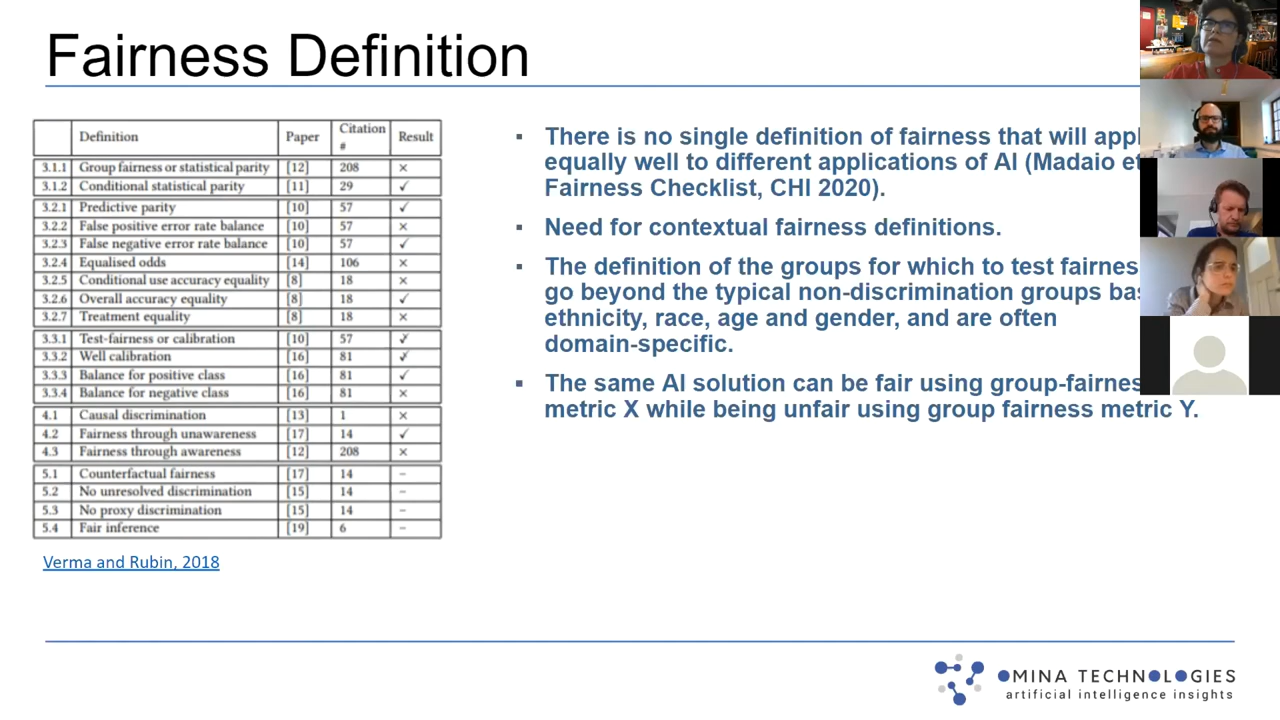 Fairness Definition
Definition Paper Citation # Result
3.1.1 Group fairness or statistical parity [12] 208 ×
3.1.2 Conditional statistical parity [11] 29 ✓
3.2.1 Predictive parity [10] 57 ✓
3.2.2 False positive error rate balance [10] 57 ×
3.2.3 False negative error rate balance [10] 57 ✓
3.2.4 Equalised odds [14] 106 ×
3.2.5 Conditional use accuracy equality [8] 18 ×
3.2.6 Overall accuracy equality [8] 18 ✓
3.2.7 Treatment equality [8] 18 ×
3.3.1 Test-fairness or calibration [10] 57
3.3.2 Well calibration [16] 81
3.3.3 Balance for positive class [16] 81 ✓
3.3.4 Balance for negative class [16] 81 ×
4.1 Causal discrimination [13] 1 ×
4.2 Fairness through unawareness [17] 14 ✓
4.3 Fairness through awareness [12] 208 ×
5.1 Counterfactual fairness [17] 14 –
5.2 No unresolved discrimination [15] 14 –
5.3 No proxy discrimination [15] 14 –
5.4 Fair inference [19] 6 –
Verma and Rubin, 2018
▪ There is no single definition of fairness that will
equally well to different applications of AI (Madaio
Fairness Checklist, CHI 2020).
▪ Need for contextual fairness definitions.
▪ The definition of the groups for which to test
go beyond the typical non-discrimination groups
ethnicity, race, age and gender, and are often
domain-specific.
▪ The same AI solution can be fair using
metric X while being unfair using group fairness metric Y.
OMINA TECHNOLOGIES
artificial intelligence insights